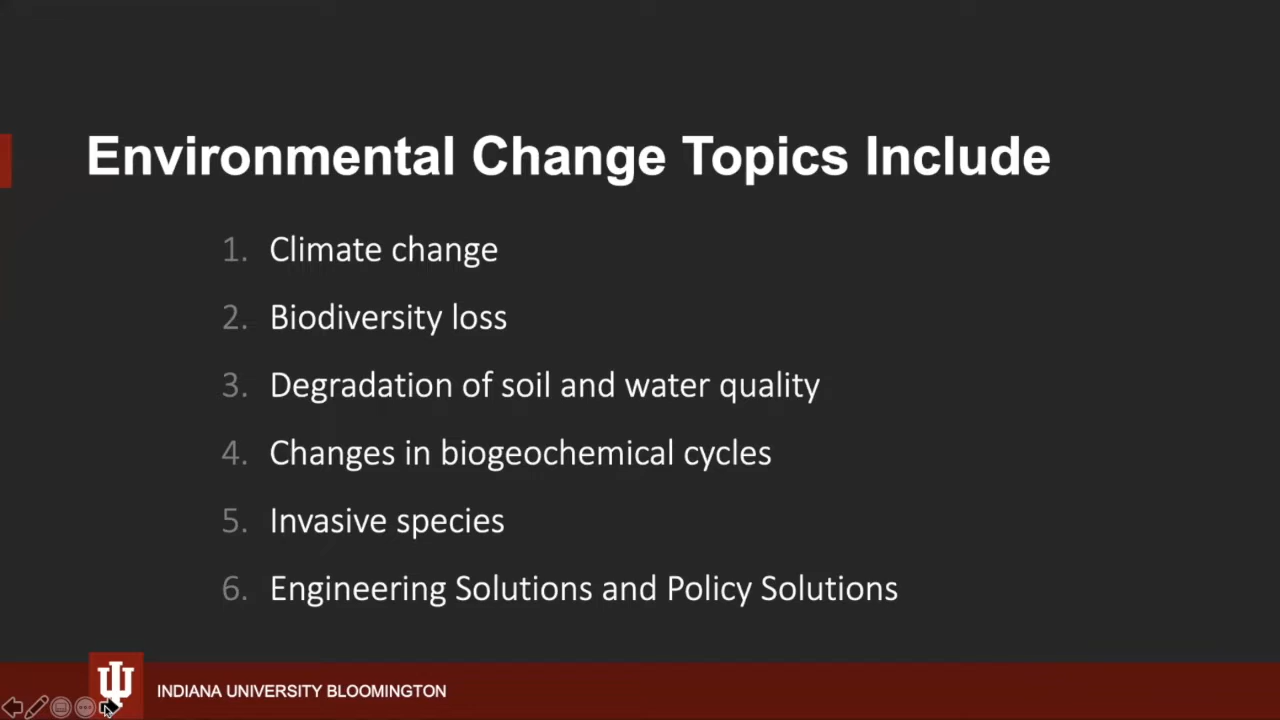 Environmental Change Topics Include
1. Climate change
2. Biodiversity loss
3. Degradation of soil and water quality
4. Changes in biogeochemical cycles
5. Invasive species
6. Engineering Solutions and Policy Solutions
INDIANA UNIVERSITY BLOOMINGTON